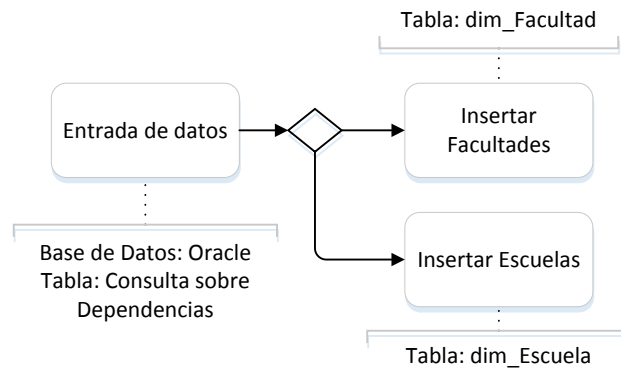 Tabla: dim_Facultad
Entrada de datos
Insertar
Facultades
Base de Datos: Oracle
Tabla: Consulta sobre
Dependencias
Insertar Escuelas
Tabla: dim_Escuela